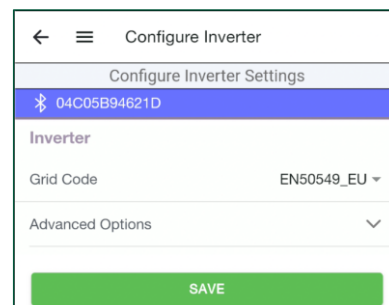 Configure Inverter
Configure Inverter Settings
04C05B94621D
Inverter
Grid Code EN50549_EU
Advanced Options
SAVE